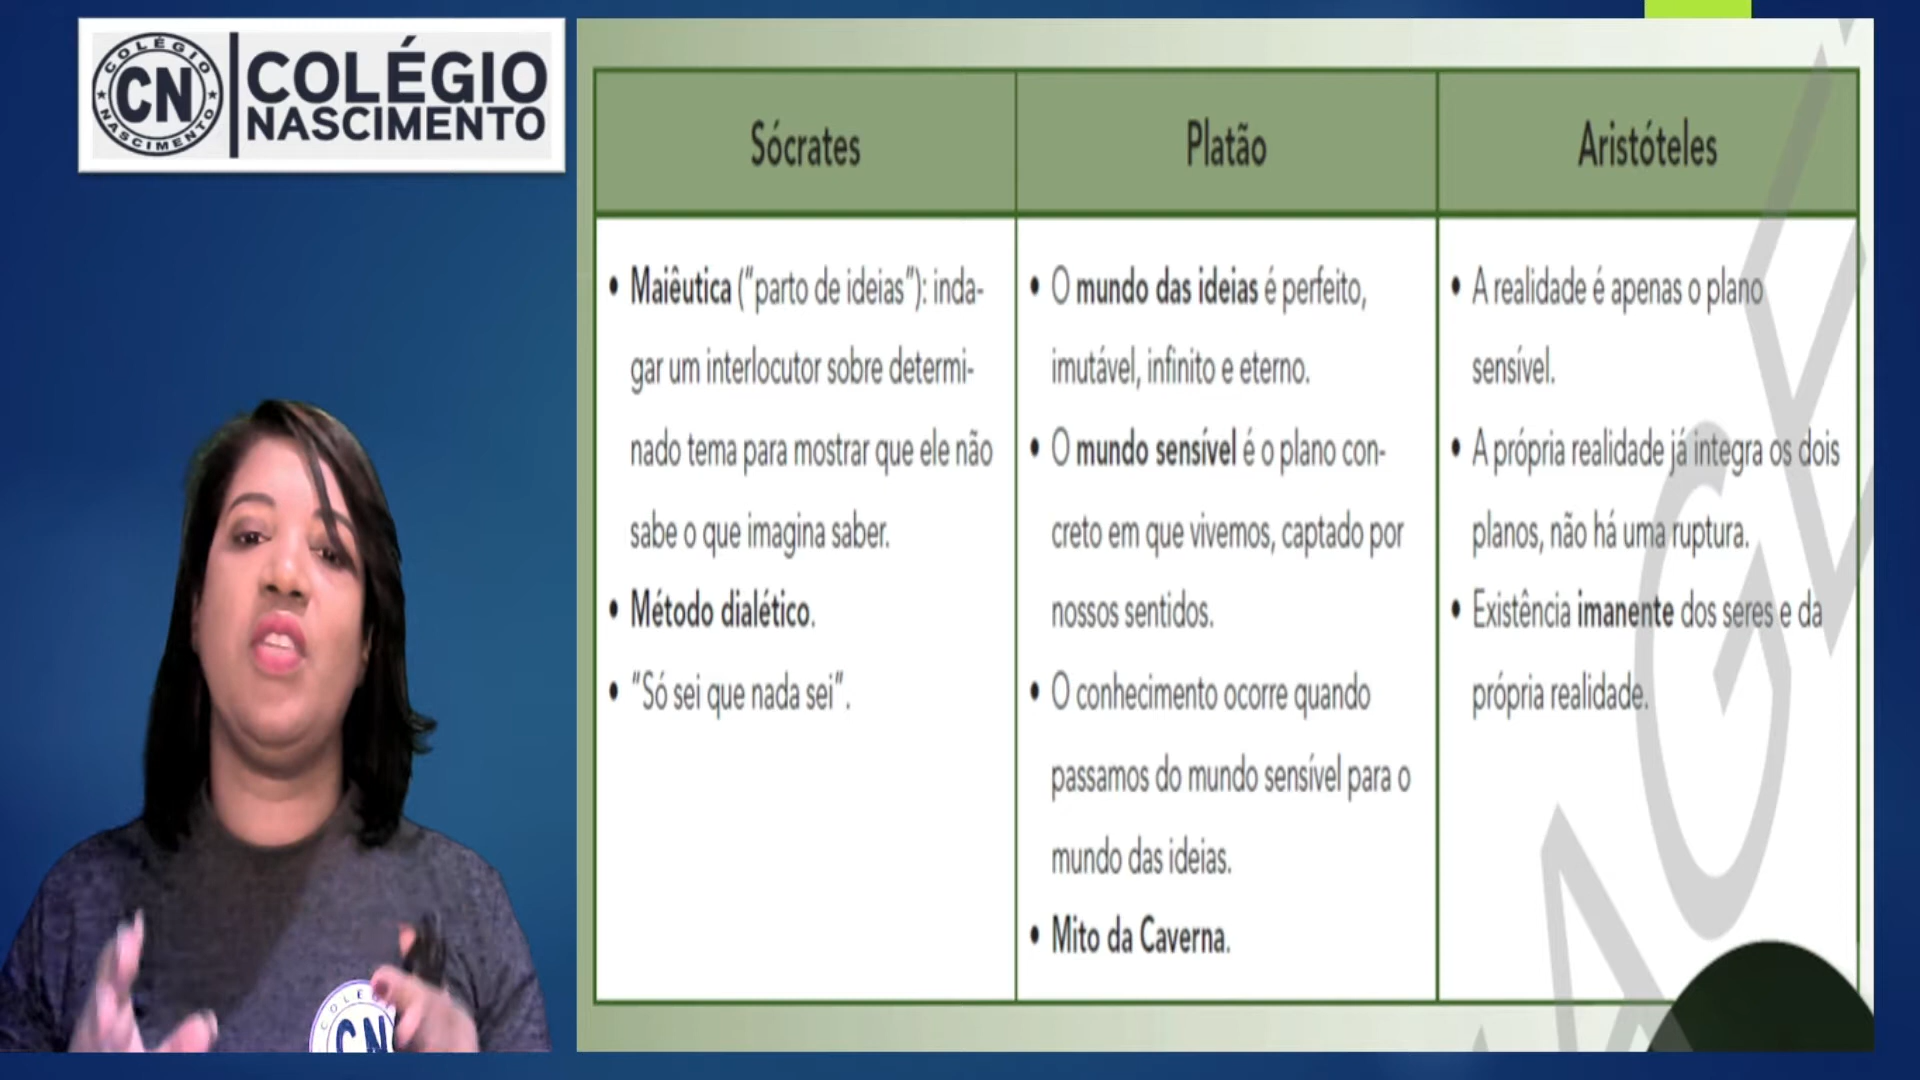 COLÉGIO
NASCIMENTO
COLÉGIO
CN
NASCIMENTO
Sócrates
• Maiêutica ("parto de ideias"): inda-
gar um interlocutor sobre determi-
nado tema para mostrar que ele não
sabe o que imagina saber.
• Método dialético.
• "Só sei que nada sei".
Platão
• O mundo das ideias é perfeito,
imutável, infinito e eterno.
• O mundo sensível é o plano con-
creto em que vivemos, captado por
nossos sentidos.
• O conhecimento ocorre quando
passamos do mundo sensível para o
mundo das ideias.
• Mito da Caverna.
Aristóteles
• A realidade é apenas o plano
sensível.
• A própria realidade já integra os dois
planos, não há uma ruptura.
• Existência imanente dos seres e da
própria realidade.
COLE
CN